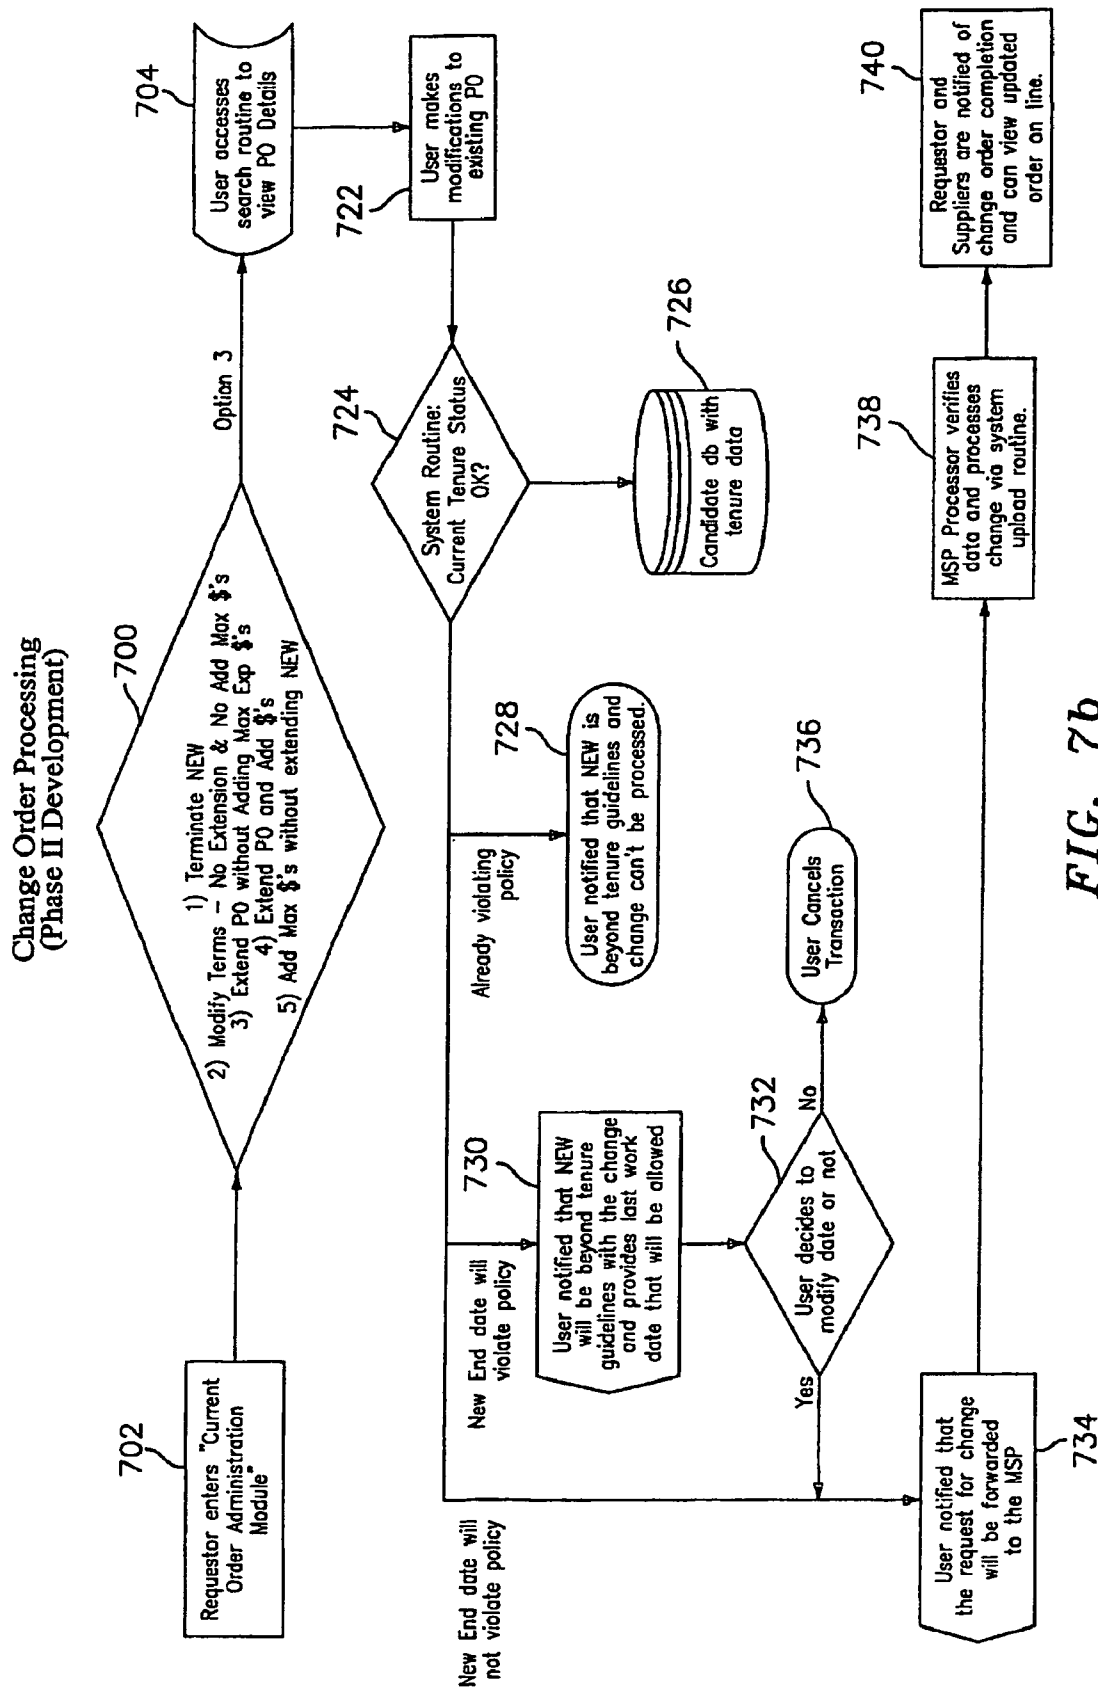 Change Order Processing
(Phase II Development)
702
Requestor enters "Current
Order Administration
Module"
700
1) Terminate NEW
2) Modify Terms – No Extension & No Add Max $'s
3) Extend PO without Adding Max Exp $'s
4) Extend PO and Add $'s
5) Add Max $'s without extending NEW
Option 3
704
User accesses
search routine to
view PO Details
722
User makes
modifications to
existing PO
724
System Routine:
Current Tenure Status
OK?
726
Candidate db with
tenure data
Already violating
policy
728
User notified that NEW is
beyond tenure guidelines and
change can't be processed.
New End date will
violate policy
730
User notified that NEW
will be beyond tenure
guidelines with the change
and provides last work
date that will be allowed
732
User decides to
modify date or not
No
736
User Cancels
Transaction
Yes
New End date will
not violate policy
User notified that
the request for change
will be forwarded
to the MSP
734
738
MSP Processor verifies
data and processes
change via system
upload routine.
740
Requestor and
Suppliers are notified of
change order completion
and can view updated
order on line.
FIG. 7b